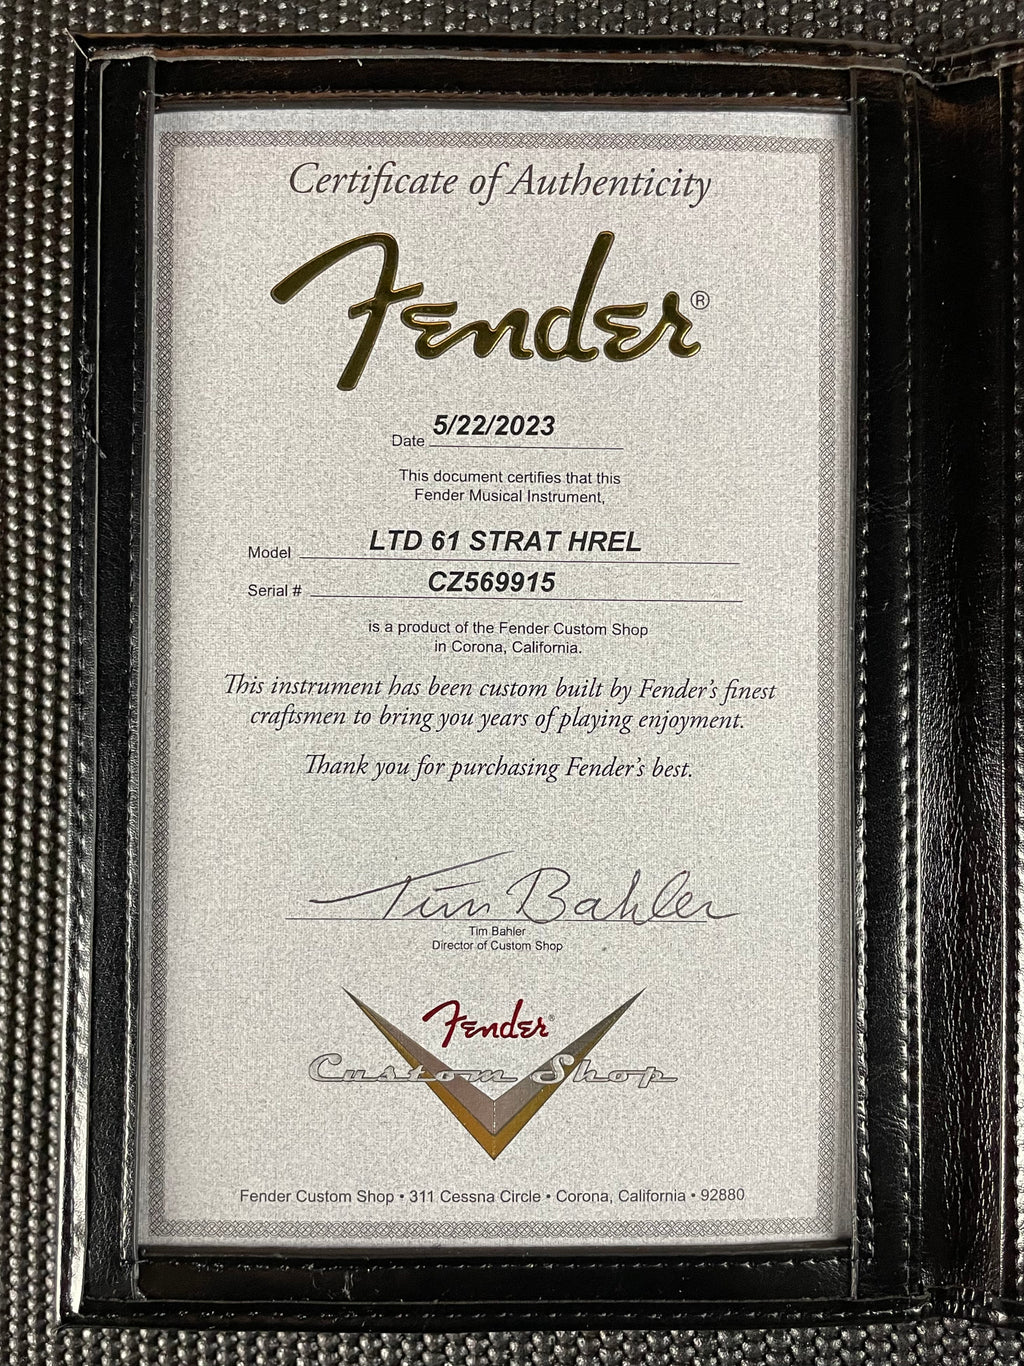 Certificate of Authenticity
Fender®
Date 5/22/2023
This document certifies that this
Fender Musical Instrument,
Model LTD 61 STRAT HREL
Serial # CZ569915
is a product of the Fender Custom Shop
in Corona, California.
This instrument has been custom built by Fender's finest
craftsmen to bring you years of playing enjoyment.
Thank you for purchasing Fender's best.
Tim Bahler
Tim Bahler
Director of Custom Shop
Fender®
Custom Shop
Fender Custom Shop • 311 Cessna Circle • Corona, California • 92880